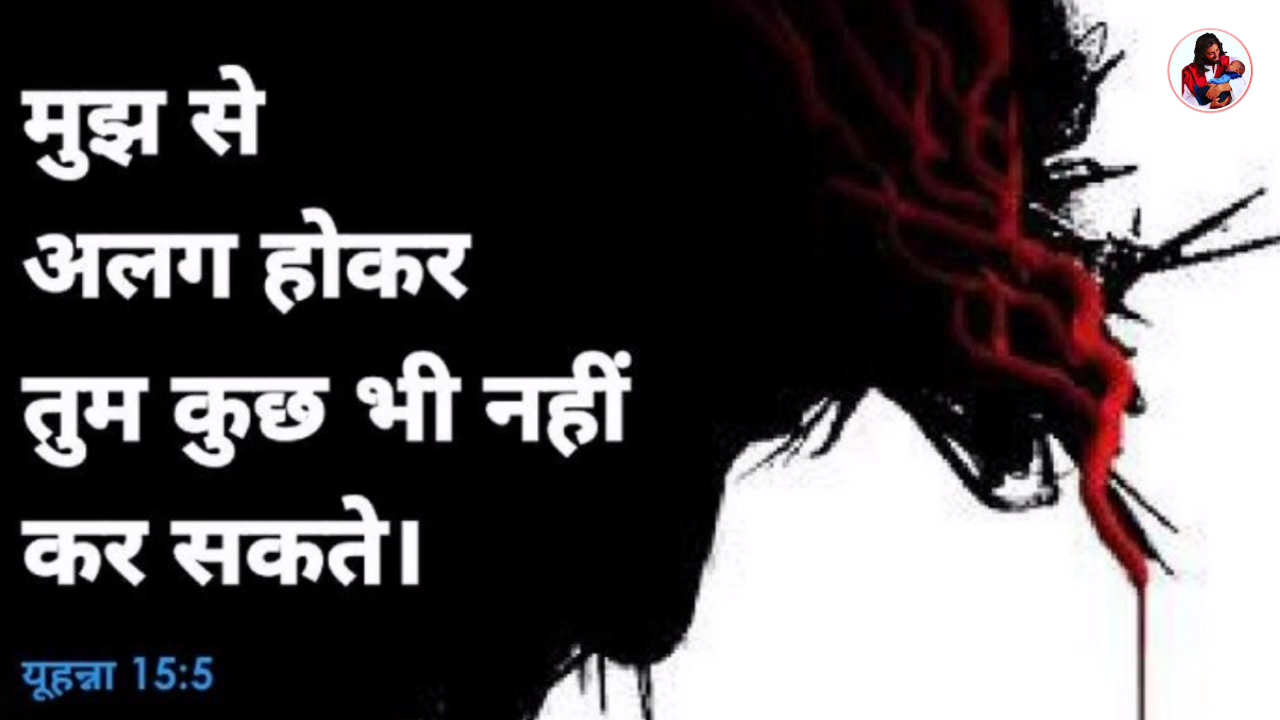 मुझ से
अलग होकर
तुम कुछ भी नहीं
कर सकते।
यूहन्ना 15:5